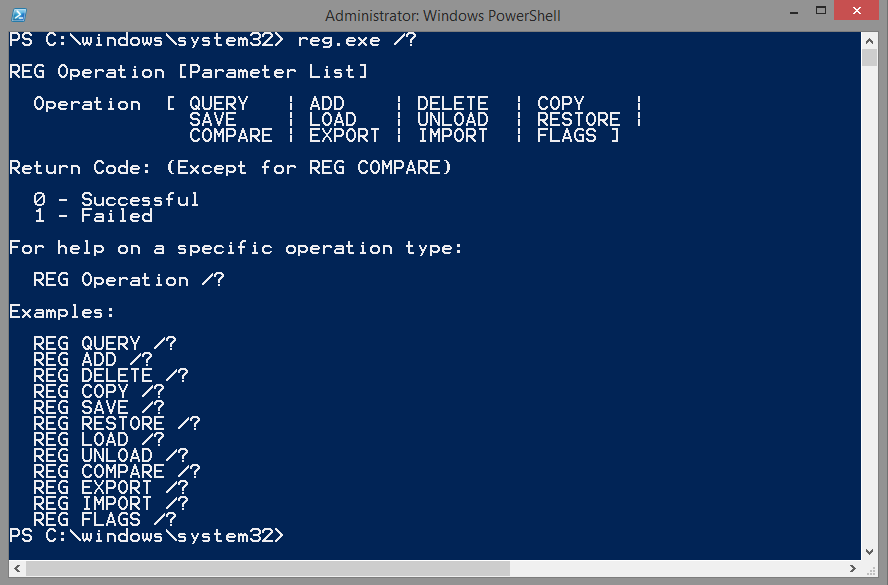 Administrator: Windows PowerShell
PS C:\windows\system32> reg.exe /?
REG Operation [Parameter List]
  Operation  [ QUERY   | ADD    | DELETE  | COPY    |
               SAVE    | LOAD   | UNLOAD  | RESTORE |
               COMPARE | EXPORT | IMPORT  | FLAGS ]
Return Code: (Except for REG COMPARE)
  0 - Successful
  1 - Failed
For help on a specific operation type:
  REG Operation /?
Examples:
  REG QUERY /?
  REG ADD /?
  REG DELETE /?
  REG COPY /?
  REG SAVE /?
  REG RESTORE /?
  REG LOAD /?
  REG UNLOAD /?
  REG COMPARE /?
  REG EXPORT /?
  REG IMPORT /?
  REG FLAGS /?
PS C:\windows\system32>